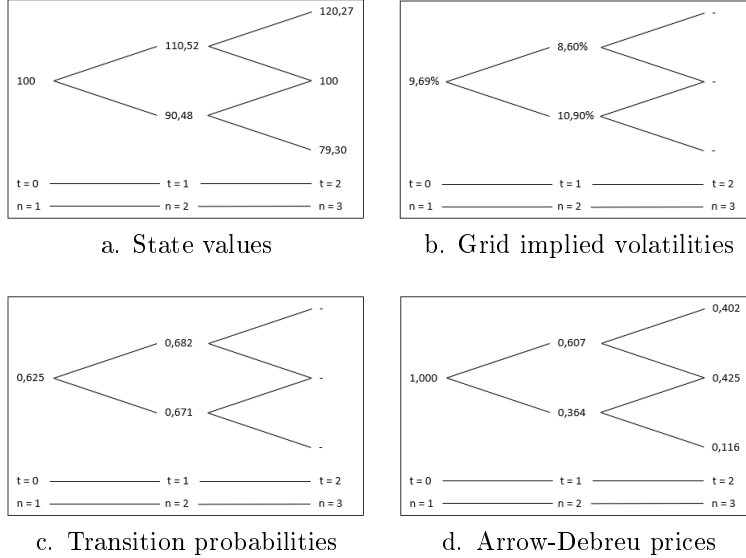 120,27
110,52
100
100
90,48
79,30
t = 0 t = 1 t = 2
n = 1 n = 2 n = 3
a. State values
-
8,60%
9,69%
-
10,90%
-
t = 0 t = 1 t = 2
n = 1 n = 2 n = 3
b. Grid implied volatilities
-
0,682
0,625
-
0,671
-
t = 0 t = 1 t = 2
n = 1 n = 2 n = 3
c. Transition probabilities
0,402
0,607
1,000
0,425
0,364
0,116
t = 0 t = 1 t = 2
n = 1 n = 2 n = 3
d. Arrow-Debreu prices